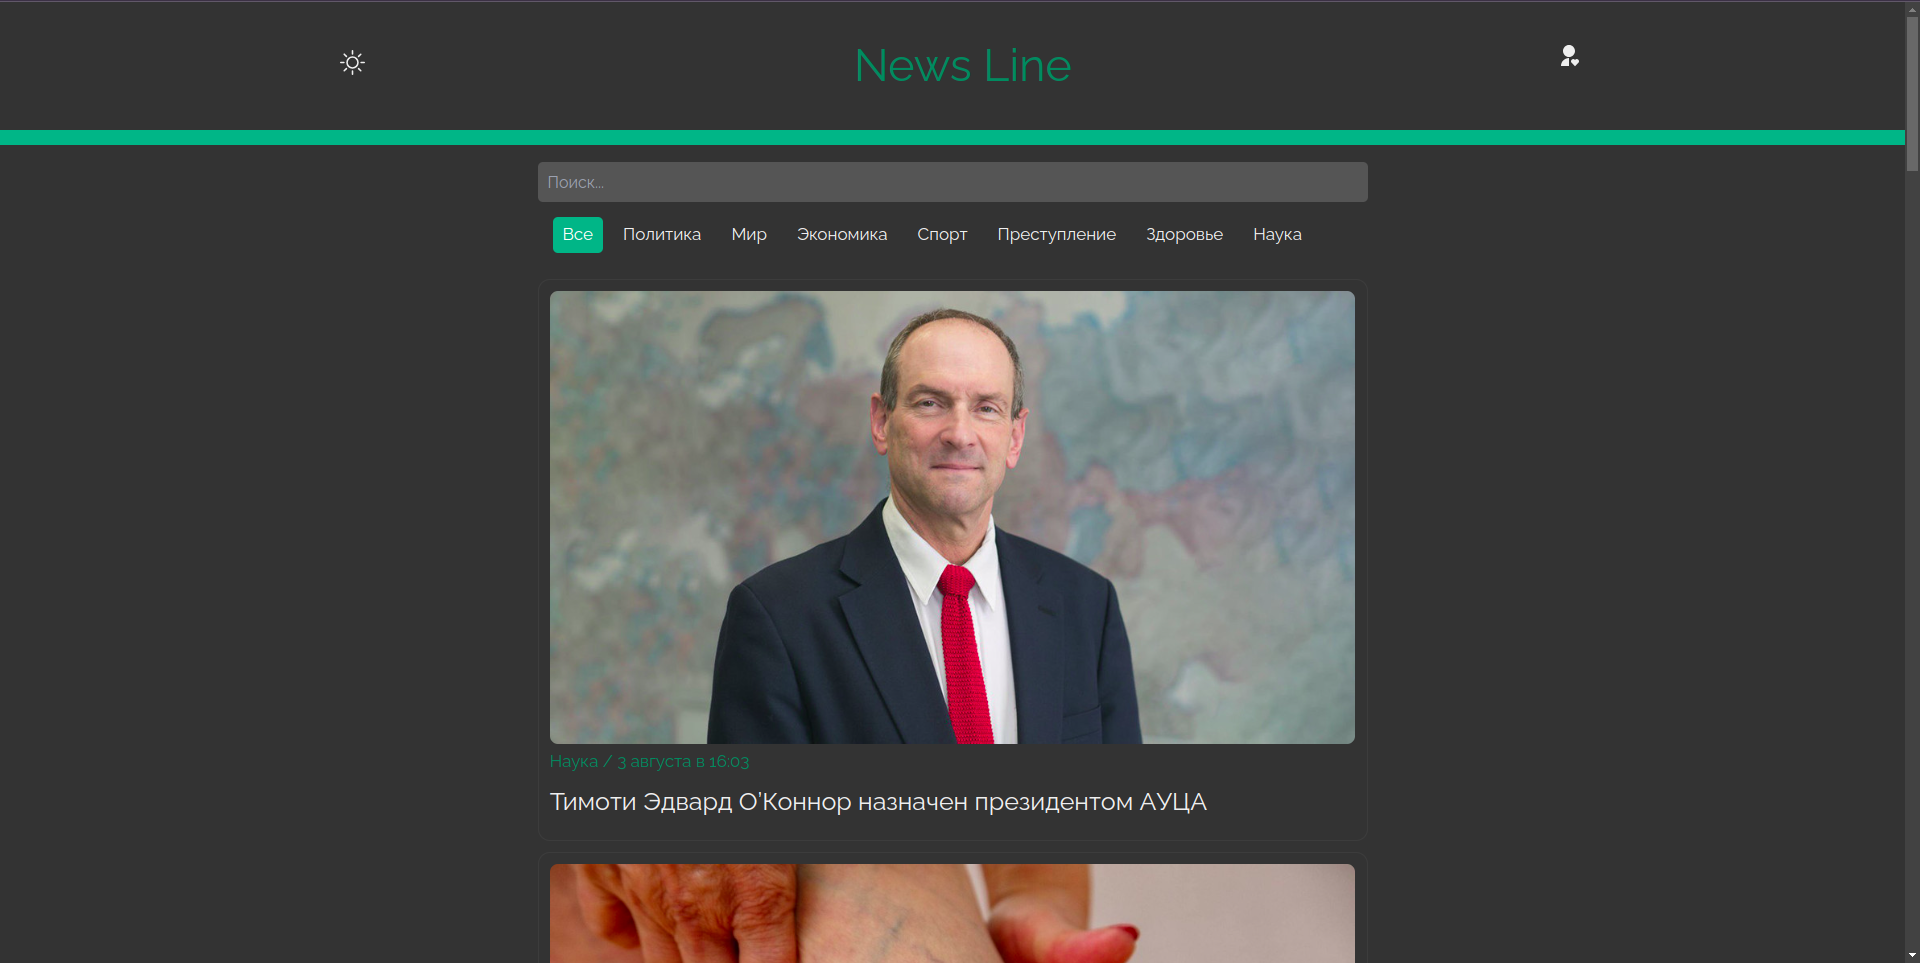 News Line
Поиск...
Все Политика Мир Экономика Спорт Преступление Здоровье Наука
Наука / 3 августа в 16:03
Тимоти Эдвард О’Коннор назначен президентом АУЦА